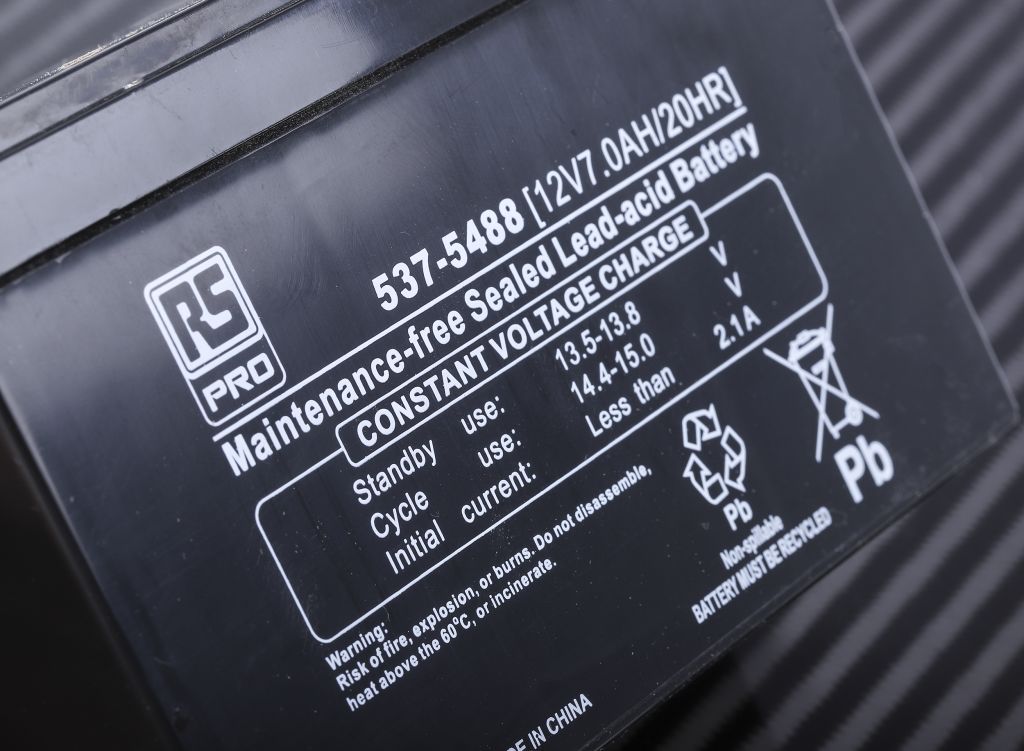 RS
PRO
537-5488 [12V7.0AH/20HR]
Maintenance-free Sealed Lead-acid Battery
CONSTANT VOLTAGE CHARGE
Standby use: 13.5-13.8 V
Cycle use: 14.4-15.0 V
Initial current: Less than 2.1A
Warning:
Risk of fire, explosion, or burns. Do not disassemble,
heat above the 60°C, or incinerate.
Pb
Pb
Non-spillable
BATTERY MUST BE RECYCLED
IN CHINA